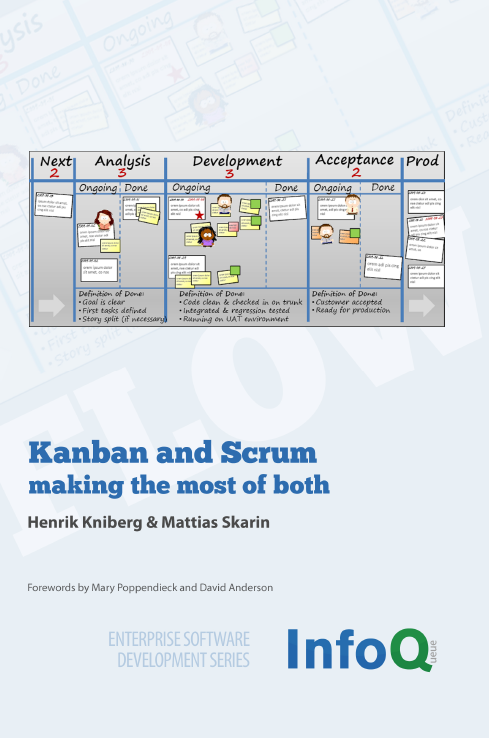 Next
2
Analysis
3
Development
3
Acceptance
2
Prod
Ongoing Done
Ongoing Done
Ongoing Done
Definition of Done:
• Goal is clear
• First tasks defined
• Story split (if necessary)
Definition of Done:
• Code clean & checked in on trunk
• Integrated & regression tested
• Running on UAT environment
Definition of Done:
• Customer accepted
• Ready for production
FLOW
Kanban and Scrum
making the most of both
Henrik Kniberg & Mattias Skarin
Forewords by Mary Poppendieck and David Anderson
ENTERPRISE SOFTWARE
DEVELOPMENT SERIES
InfoQ
ueue